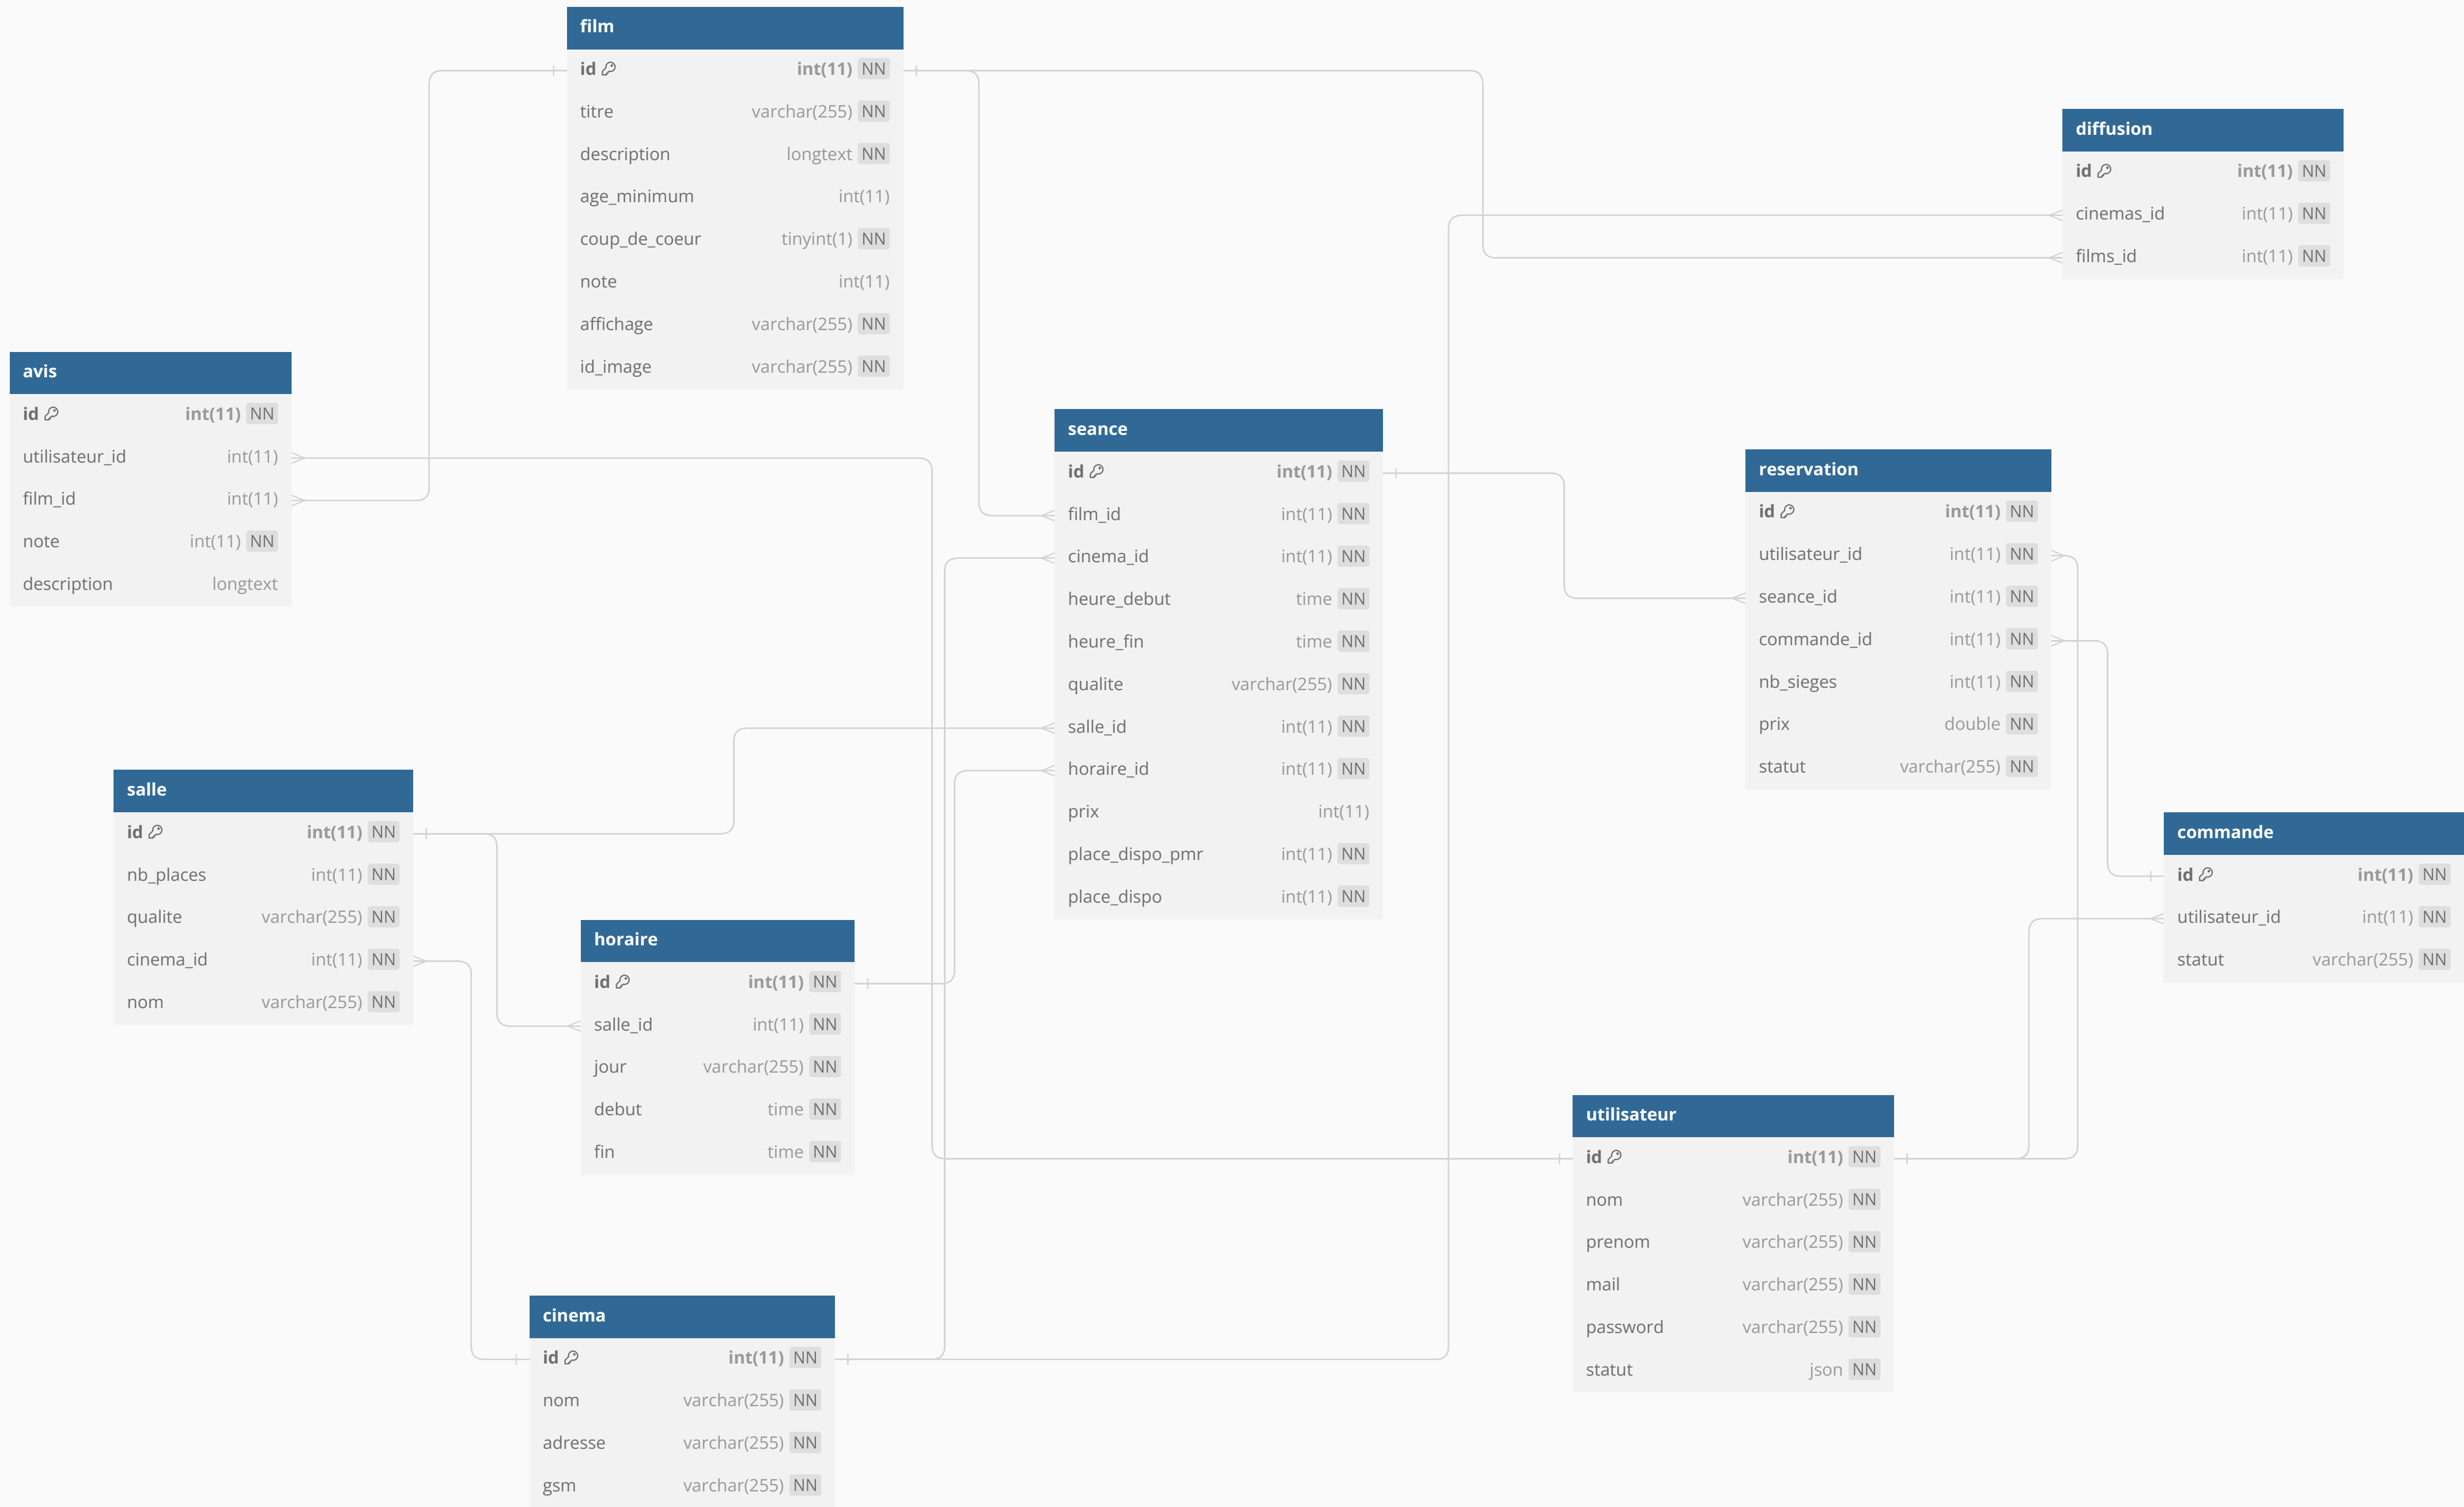 film
id int(11) NN
titre varchar(255) NN
description longtext NN
age_minimum int(11)
coup_de_coeur tinyint(1) NN
note int(11)
affichage varchar(255) NN
id_image varchar(255) NN
diffusion
id int(11) NN
cinemas_id int(11) NN
films_id int(11) NN
avis
id int(11) NN
utilisateur_id int(11)
film_id int(11)
note int(11) NN
description longtext
seance
id int(11) NN
film_id int(11) NN
cinema_id int(11) NN
heure_debut time NN
heure_fin time NN
qualite varchar(255) NN
salle_id int(11) NN
horaire_id int(11) NN
prix int(11)
place_dispo_pmr int(11) NN
place_dispo int(11) NN
reservation
id int(11) NN
utilisateur_id int(11) NN
seance_id int(11) NN
commande_id int(11) NN
nb_sieges int(11) NN
prix double NN
statut varchar(255) NN
salle
id int(11) NN
nb_places int(11) NN
qualite varchar(255) NN
cinema_id int(11) NN
nom varchar(255) NN
horaire
id int(11) NN
salle_id int(11) NN
jour varchar(255) NN
debut time NN
fin time NN
commande
id int(11) NN
utilisateur_id int(11) NN
statut varchar(255) NN
utilisateur
id int(11) NN
nom varchar(255) NN
prenom varchar(255) NN
mail varchar(255) NN
password varchar(255) NN
statut json NN
cinema
id int(11) NN
nom varchar(255) NN
adresse varchar(255) NN
gsm varchar(255) NN